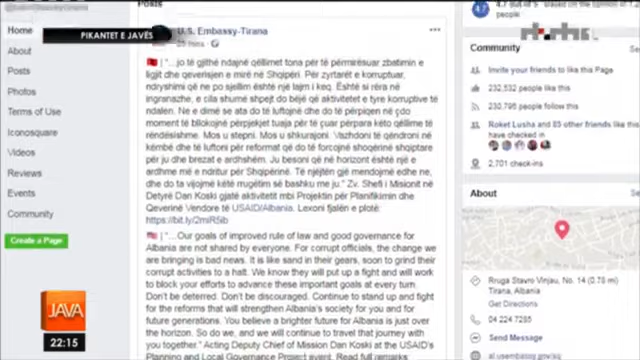 Posts
PIKANTET E JAVËS
U.S. Embassy-Tirana
Home
About
Posts
Photos
Terms of Use
Iconosquare
Videos
Reviews
Events
Community
Create a Page
| "...jo të gjithë ndajnë qëllimet tona për të përmirësuar zbatimin e
ligjit dhe qeverisjen e mirë në Shqipëri. Për zyrtarët e korruptuar,
ndryshimi që ne po sjellim është një lajm i keq. Është si rëra në
ingranazhe, e cila shumë shpejt do bëjë që aktivitetet e tyre korruptive të
ndalen. Ne e dimë se ata do të luftojnë dhe do të përpiqen në çdo
moment të bllokojnë përpjekjet tuaja për të çuar përpara këto qëllime të
rëndësishme. Mos u stepni. Mos u shkurajoni. Vazhdoni të qëndroni në
këmbë dhe të luftoni për reformat që do të forcojnë shoqërinë shqiptare
për ju dhe brezat e ardhshëm. Ju besoni që në horizont është një e
ardhme më e ndritur për Shqipërinë. Të njëjtën gjë mendojmë edhe ne,
dhe do ta vijojmë këtë rrugëtim së bashku me ju." Zv. Shefi i Misionit në
Detyrë Dan Koski gjatë aktivitetit mbi Projektin për Planifikimin dhe
Qeverinë Vendore të USAID/Albania. Lexoni fjalën e plotë:
| "...Our goals of improved rule of law and good governance for
Albania are not shared by everyone. For corrupt officials, the change we
are bringing is bad news. It is like sand in their gears, soon to grind their
corrupt activities to a halt. We know they will put up a fight and will work
to block your efforts to advance these important goals at every turn.
Don't be deterred. Don't be discouraged. Continue to stand up and fight
for the reforms that will strengthen Albania's society for you and for
future generations. You believe a brighter future for Albania is just over
the horizon. So do we, and we will continue to travel that journey with
you together." Acting Deputy Chief of Mission Dan Koski at the USAID's
Planning and Local Governance Project event. Read full remarks
4.7
people
Community
Invite your friends to like this Page
232,532 people like this
230,796 people follow this
Roket Lusha and 85 other friends like this or
have checked in
2,701 check-ins
About
Rruga Stavro Vinjau, No. 14 (0.78 mi)
Tirana, Albania
Get Directions
04 224 7285
Send Message
JAVA
22:15